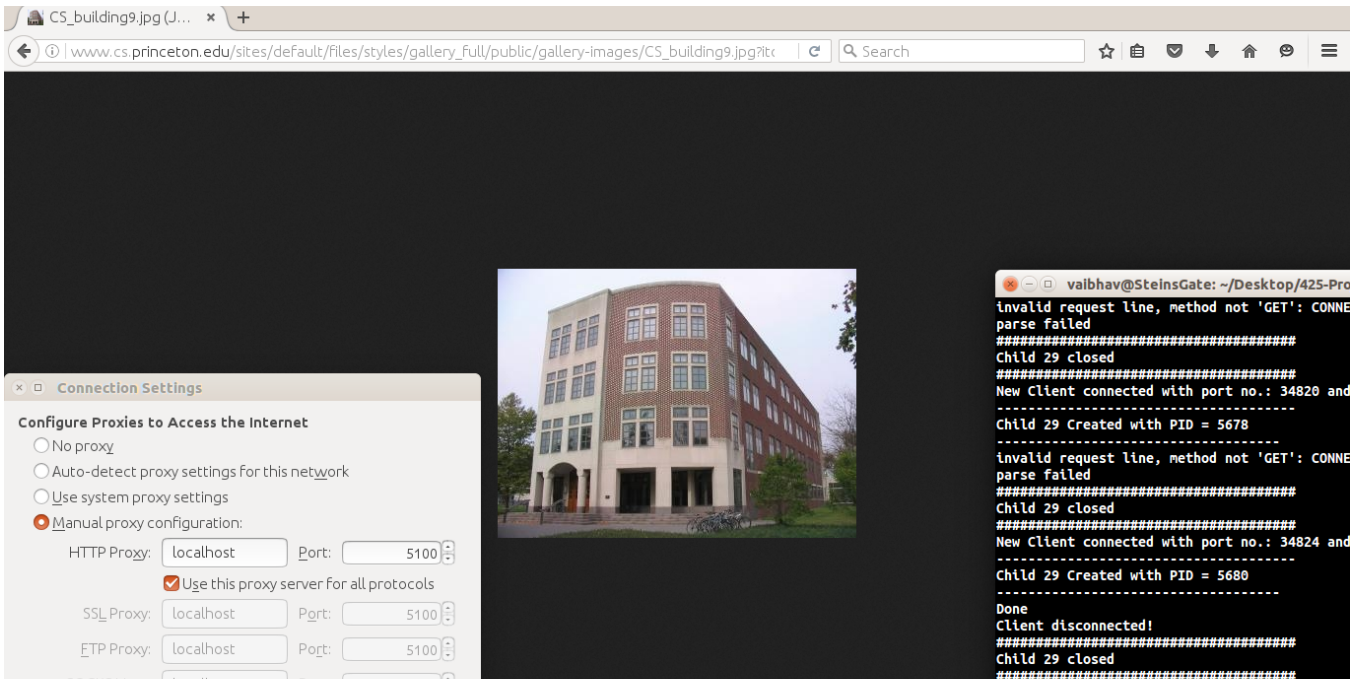 CS_building9.jpg (J...
www.cs.princeton.edu/sites/default/files/styles/gallery_full/public/gallery-images/CS_building9.jpg?itc
Search
Connection Settings
Configure Proxies to Access the Internet
No proxy
Auto-detect proxy settings for this network
Use system proxy settings
Manual proxy configuration:
HTTP Proxy: localhost Port: 5100
Use this proxy server for all protocols
SSL Proxy: localhost Port: 5100
FTP Proxy: localhost Port: 5100
vaibhav@SteinsGate: ~/Desktop/425-Pro
invalid request line, method not 'GET': CONNE
parse failed
######################################
Child 29 closed
######################################
New Client connected with port no.: 34820 and
--------------------------------------
Child 29 Created with PID = 5678
------------------------------------
invalid request line, method not 'GET': CONNE
parse failed
######################################
Child 29 closed
######################################
New Client connected with port no.: 34824 and
--------------------------------------
Child 29 Created with PID = 5680
------------------------------------
Done
Client disconnected!
######################################
Child 29 closed
######################################